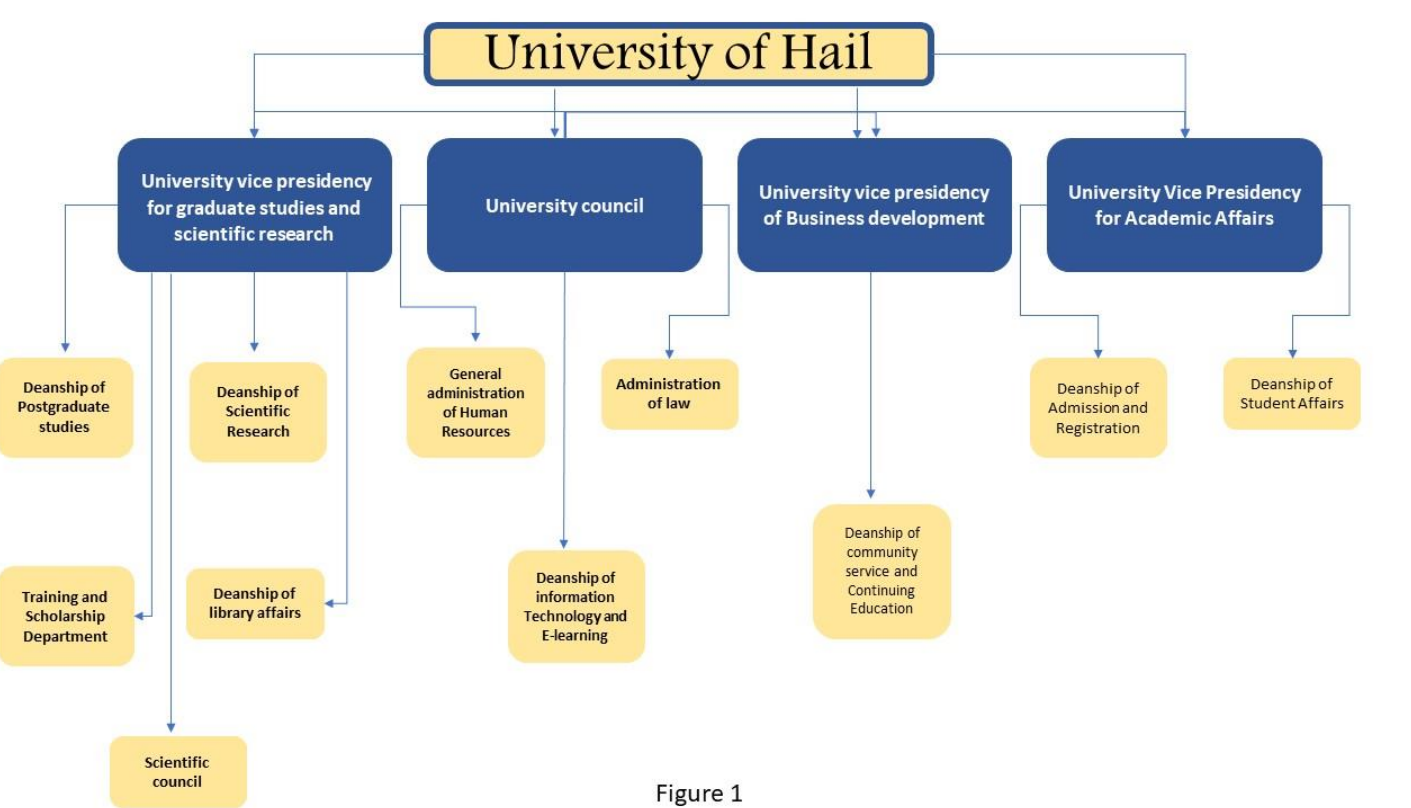 University of Hail
University vice presidency
for graduate studies and
scientific research
University council
University vice presidency
of Business development
University Vice Presidency
for Academic Affairs
Deanship of
Postgraduate
studies
Deanship of
Scientific
Research
General
administration
of Human
Resources
Administration
of law
Deanship of
Admission and
Registration
Deanship of
Student Affairs
Training and
Scholarship
Department
Deanship of
library affairs
Deanship of
information
Technology and
E-learning
Deanship of
community
service and
Continuing
Education
Scientific
council
Figure 1